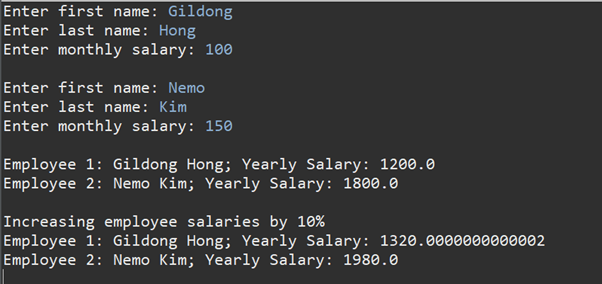 Enter first name: Gildong
Enter last name: Hong
Enter monthly salary: 100
Enter first name: Nemo
Enter last name: Kim
Enter monthly salary: 150
Employee 1: Gildong Hong; Yearly Salary: 1200.0
Employee 2: Nemo Kim; Yearly Salary: 1800.0
Increasing employee salaries by 10%
Employee 1: Gildong Hong; Yearly Salary: 1320.0000000000002
Employee 2: Nemo Kim; Yearly Salary: 1980.0